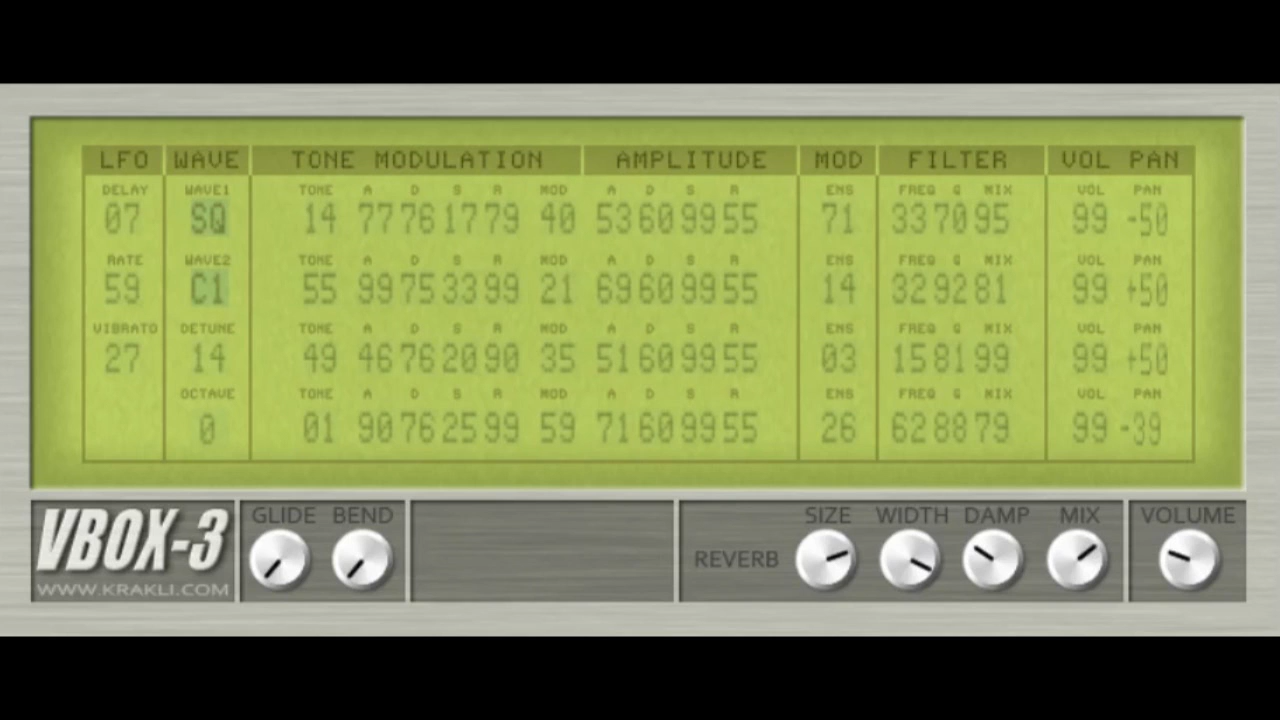 LFO WAVE TONE MODULATION AMPLITUDE MOD FILTER VOL PAN
DELAY WAVE1 TONE A D S R MOD A D S R ENS FREQ Q MIX VOL PAN
07 SQ 14 77 76 17 79 40 53 60 99 55 71 33 70 95 99 -50
RATE WAVE2 TONE A D S R MOD A D S R ENS FREQ Q MIX VOL PAN
59 C1 55 99 75 33 99 21 69 60 99 55 14 32 92 81 99 +50
VIBRATO DETUNE TONE A D S R MOD A D S R ENS FREQ Q MIX VOL PAN
27 14 49 46 76 20 90 35 51 60 99 55 03 15 81 99 99 +50
OCTAVE TONE A D S R MOD A D S R ENS FREQ Q MIX VOL PAN
0 01 90 76 25 99 59 71 60 99 55 26 62 88 79 99 -39
GLIDE BEND SIZE WIDTH DAMP MIX VOLUME
VBOX-3
REVERB
WWW.KRAKLI.COM